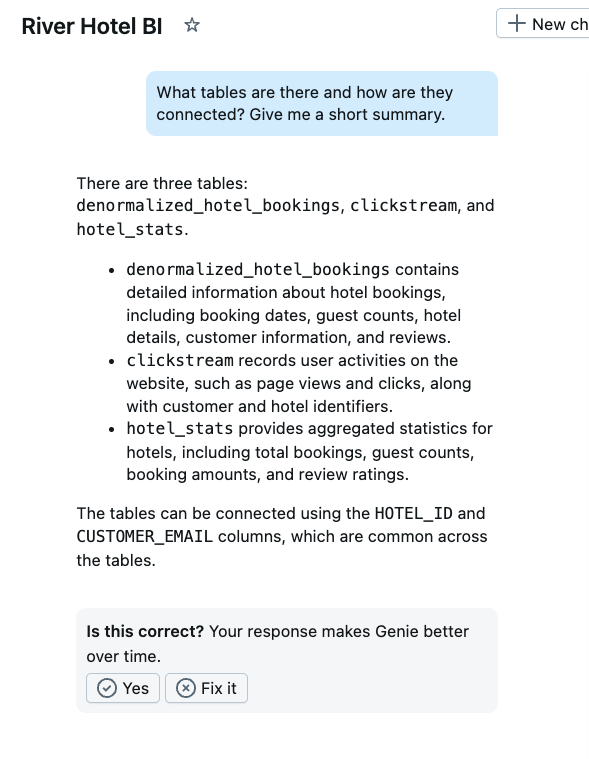 River Hotel BI
New ch
What tables are there and how are they
connected? Give me a short summary.
There are three tables:
denormalized_hotel_bookings, clickstream, and
hotel_stats.
• denormalized_hotel_bookings contains
detailed information about hotel bookings,
including booking dates, guest counts, hotel
details, customer information, and reviews.
• clickstream records user activities on the
website, such as page views and clicks, along
with customer and hotel identifiers.
• hotel_stats provides aggregated statistics for
hotels, including total bookings, guest counts,
booking amounts, and review ratings.
The tables can be connected using the HOTEL_ID and
CUSTOMER_EMAIL columns, which are common across
the tables.
Is this correct? Your response makes Genie better
over time.
Yes
Fix it